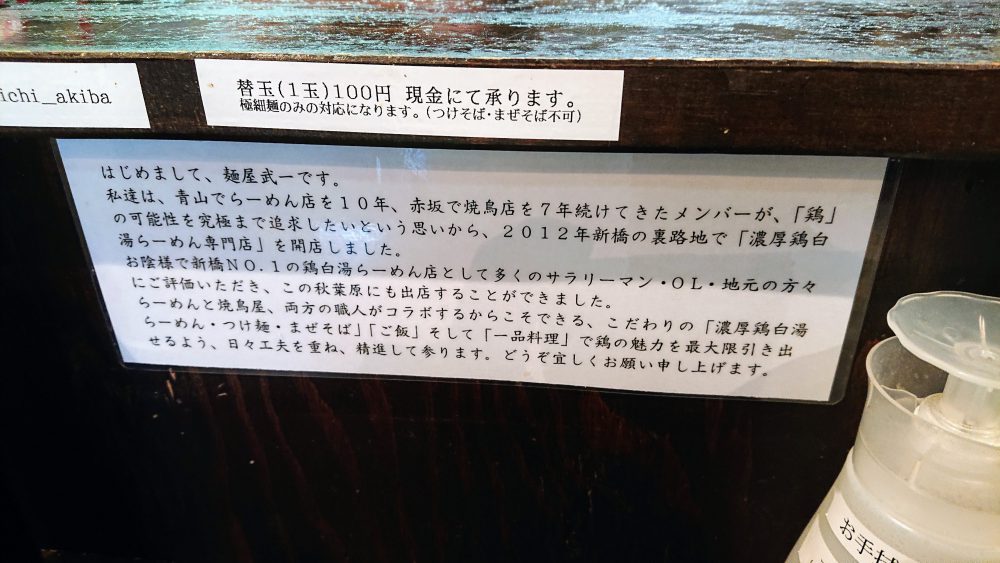 ichi_akiba
替玉(1玉)100円 現金にて承ります。
極細麺のみの対応になります。(つけそば・まぜそば不可)
はじめまして、麺屋武一です。
私達は、青山でらーめん店を10年、赤坂で焼鳥店を7年続けてきたメンバーが、「鶏」
の可能性を究極まで追求したいという思いから、2012年新橋の裏路地で「濃厚鶏白
湯らーめん専門店」を開店しました。
お陰様で新橋NO.1の鶏白湯らーめん店として多くのサラリーマン・OL・地元の方々
にご評価いただき、この秋葉原にも出店することができました。
らーめんと焼鳥屋、両方の職人がコラボするからこそできる、こだわりの「濃厚鶏白湯
らーめん・つけ麺・まぜそば」「ご飯」そして「一品料理」で鶏の魅力を最大限引き出
せるよう、日々工夫を重ね、精進して参ります。どうぞ宜しくお願い申し上げます。
お手拭